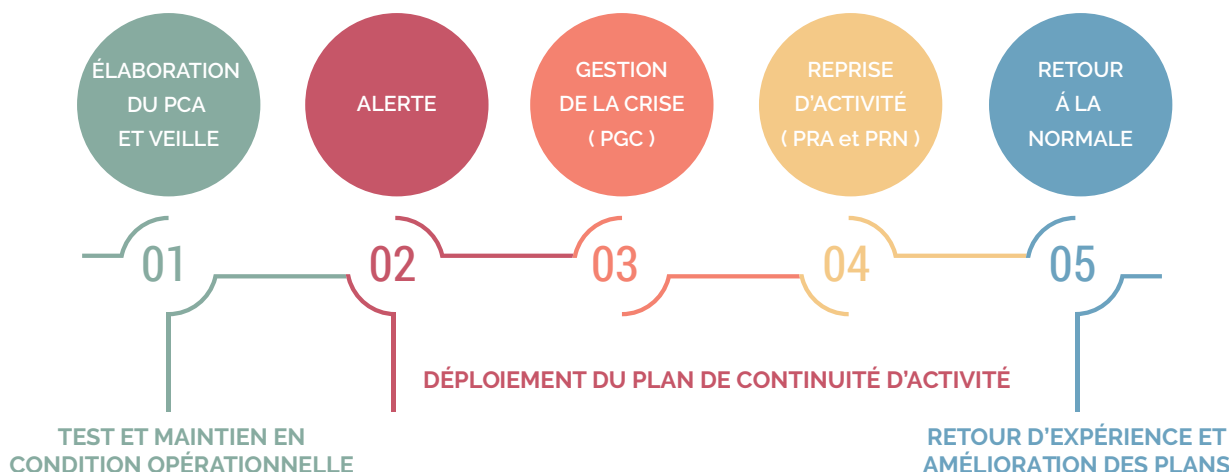 ÉLABORATION
DU PCA
ET VEILLE
ALERTE
GESTION
DE LA CRISE
( PGC )
REPRISE
D’ACTIVITÉ
( PRA et PRN )
RETOUR
Á LA
NORMALE
01
02
03
04
05
DÉPLOIEMENT DU PLAN DE CONTINUITÉ D’ACTIVITÉ
TEST ET MAINTIEN EN
CONDITION OPÉRATIONNELLE
RETOUR D’EXPÉRIENCE ET
AMÉLIORATION DES PLANS